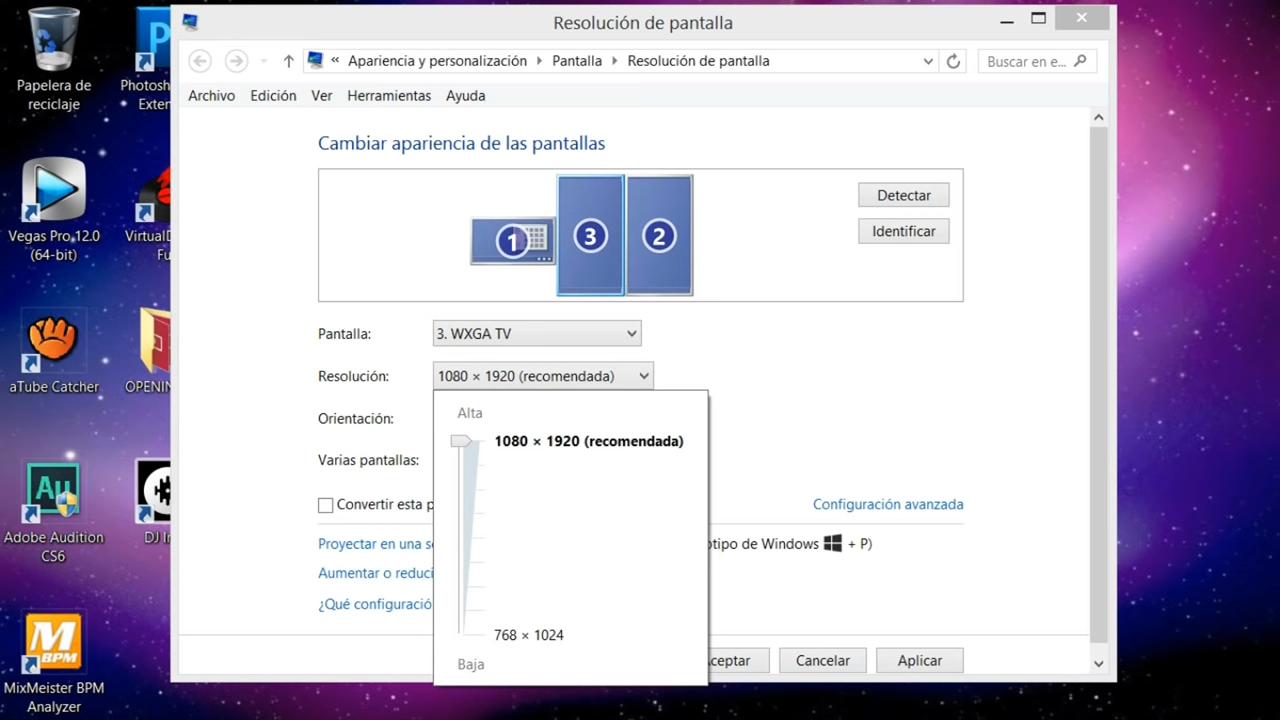 Resolución de pantalla
« Apariencia y personalización Pantalla Resolución de pantalla
Buscar en e...
Archivo Edición Ver Herramientas Ayuda
Cambiar apariencia de las pantallas
1 3 2
Detectar
Identificar
Pantalla: 3. WXGA TV
Resolución: 1080 × 1920 (recomendada)
Alta
1080 × 1920 (recomendada)
768 × 1024
Baja
Orientación:
Varias pantallas:
Convertir esta p
Configuración avanzada
Proyectar en una se
otipo de Windows + P)
Aumentar o reduci
¿Qué configuració
ceptar Cancelar Aplicar
Papelera de
reciclaje
Photosh
Exten
Vegas Pro 12.0
(64-bit)
VirtualD
Fu
aTube Catcher
OPENIN
Au
Adobe Audition
CS6
DJ In
M
BPM
MixMeister BPM
Analyzer